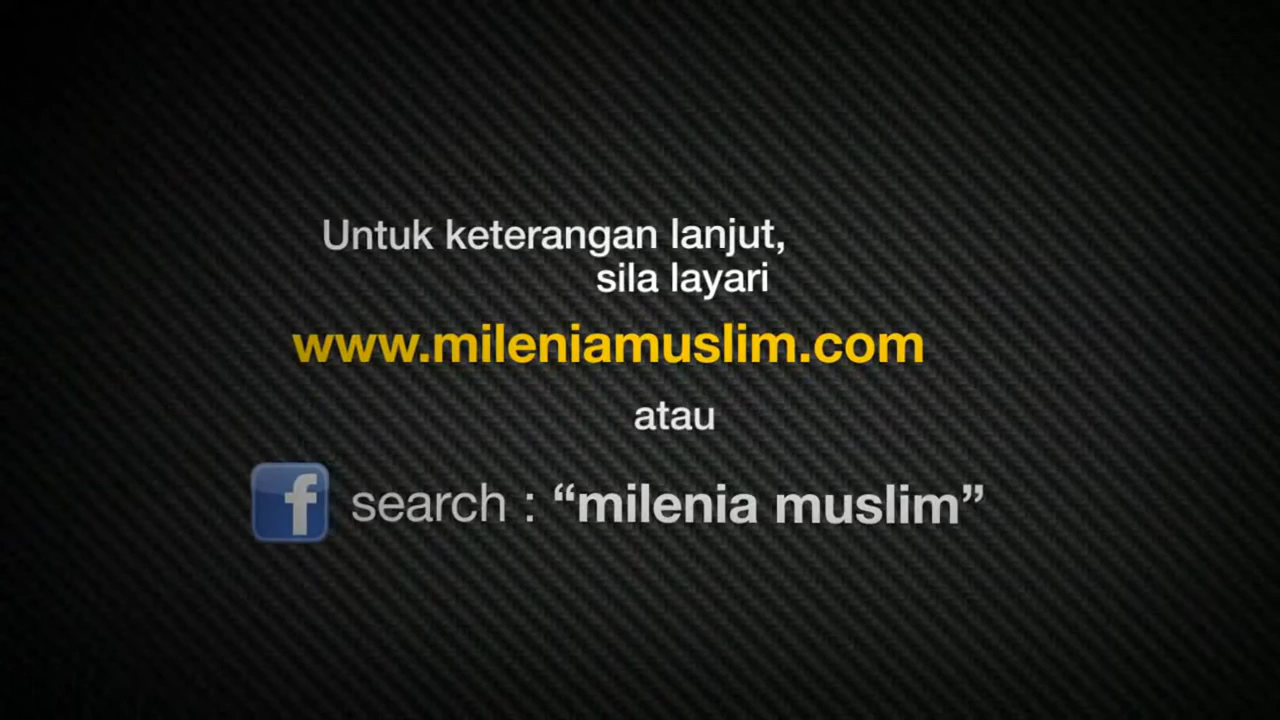 Untuk keterangan lanjut,
sila layari
www.mileniamuslim.com
atau
f search : “milenia muslim”